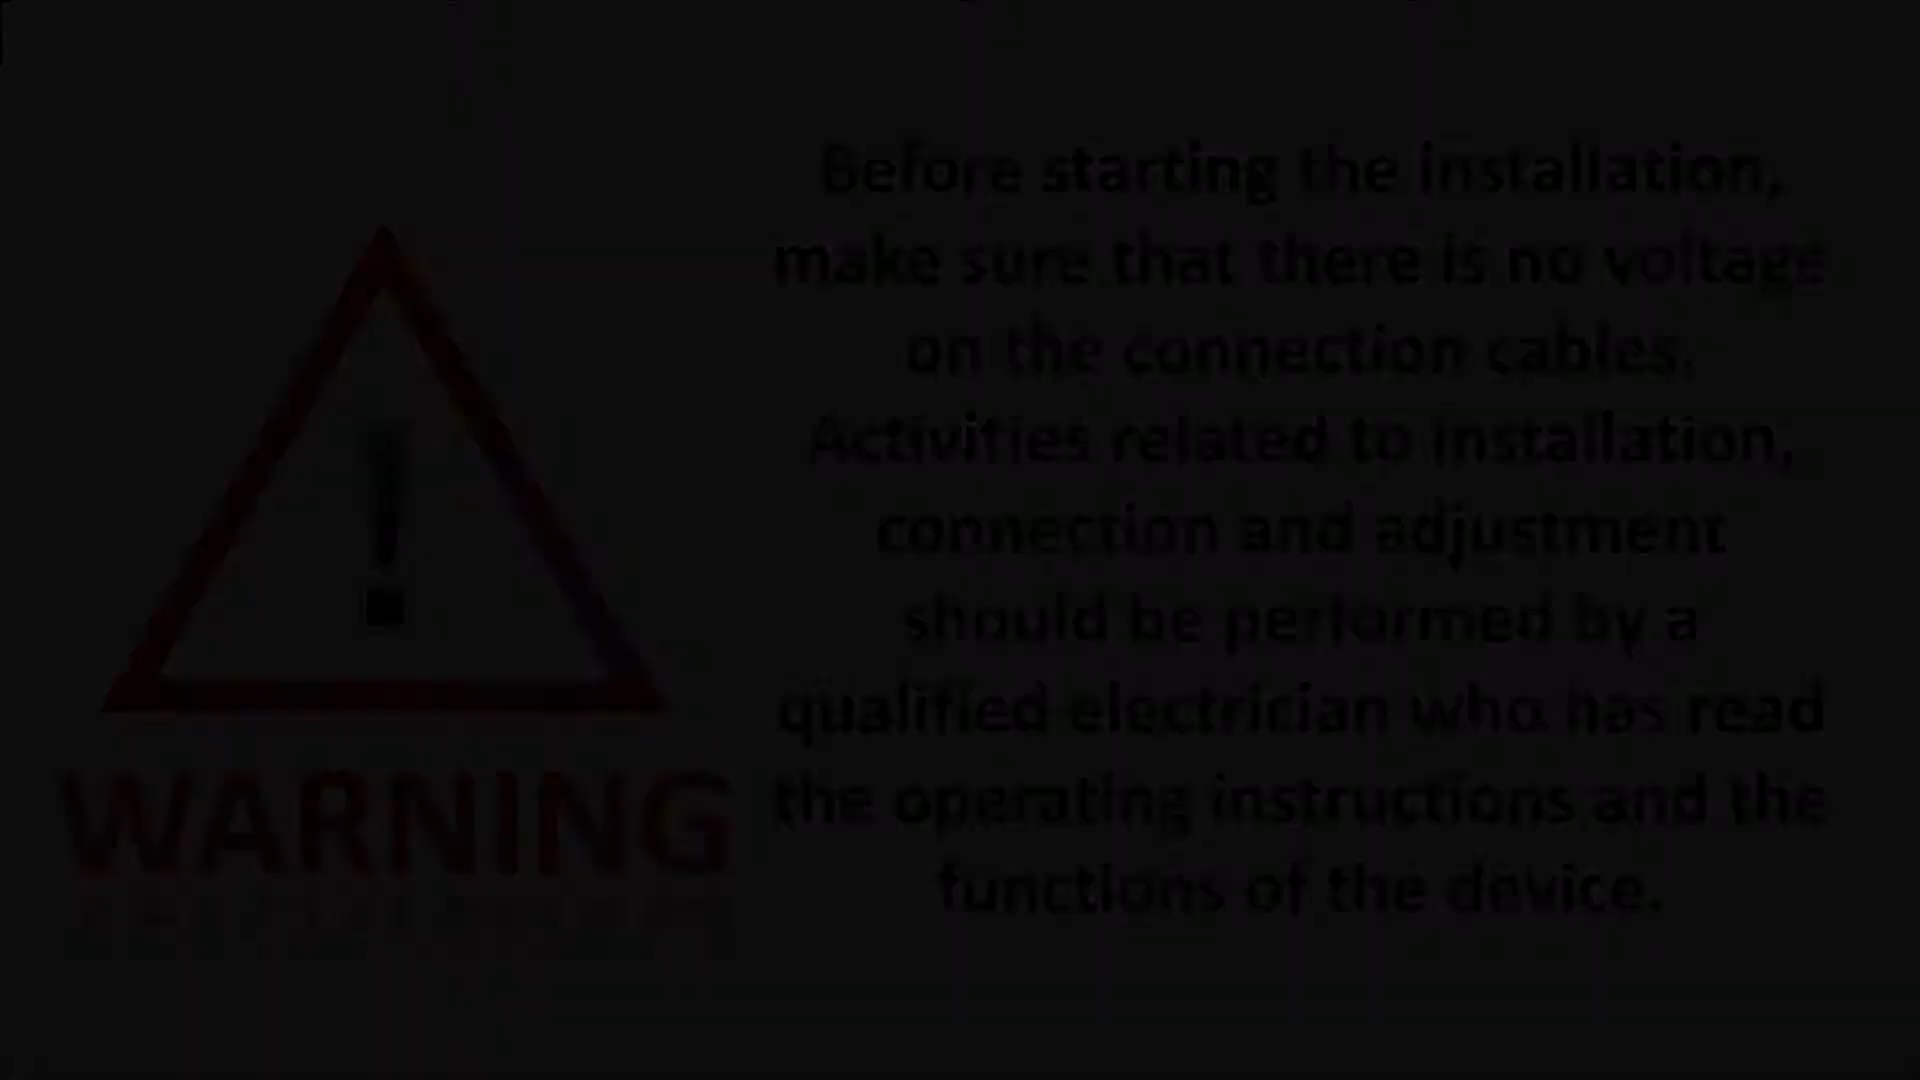 Before starting the installation,
make sure that there is no voltage
on the connection cables.
Activities related to installation,
connection and adjustment
should be performed by a
qualified electrician who has read
the operating instructions and the
functions of the device.
!
WARNING